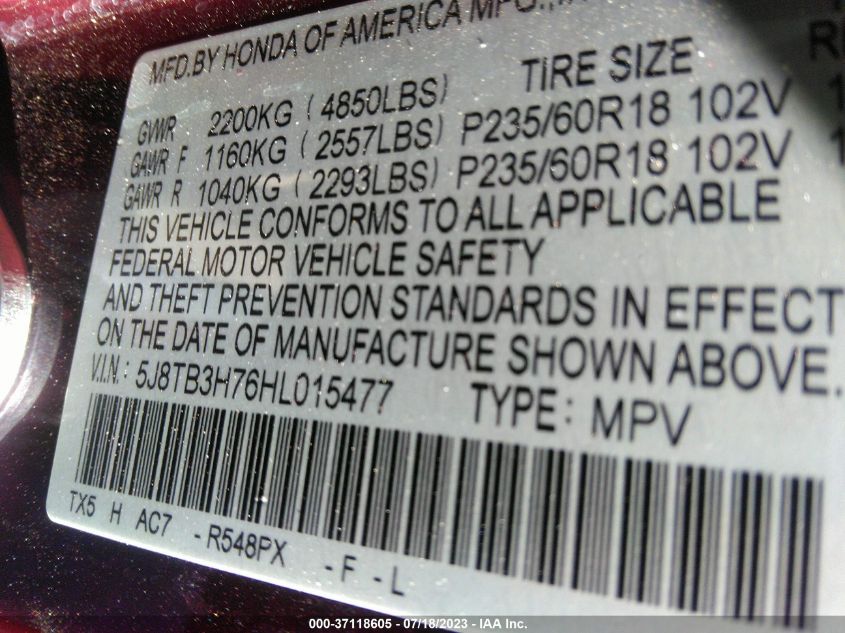 MFD.BY HONDA OF AMERICA MFG.,
TIRE SIZE
GVWR 2200KG ( 4850LBS)
GAWR F 1160KG ( 2557LBS) P235/60R18 102V
GAWR R 1040KG ( 2293LBS) P235/60R18 102V
THIS VEHICLE CONFORMS TO ALL APPLICABLE
FEDERAL MOTOR VEHICLE SAFETY
AND THEFT PREVENTION STANDARDS IN EFFECT
ON THE DATE OF MANUFACTURE SHOWN ABOVE.
V.I.N.: 5J8TB3H76HL015477 TYPE: MPV
TX5 H AC7 - R548PX - F - L
000-37118605 - 07/18/2023 - IAA Inc.